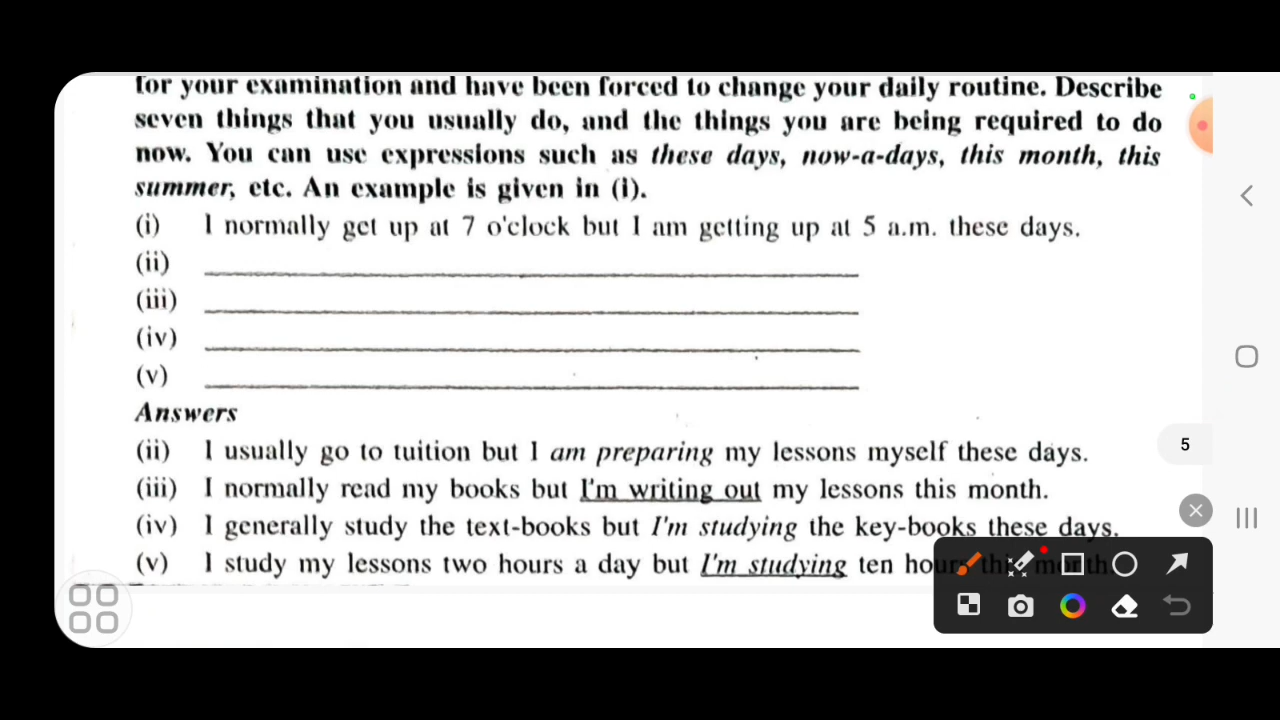 for your examination and have been forced to change your daily routine. Describe
seven things that you usually do, and the things you are being required to do
now. You can use expressions such as these days, now-a-days, this month, this
summer, etc. An example is given in (i).
(i) I normally get up at 7 o'clock but I am getting up at 5 a.m. these days.
(ii)
(iii)
(iv)
(v)
Answers
(ii) I usually go to tuition but I am preparing my lessons myself these days.
(iii) I normally read my books but I'm writing out my lessons this month.
(iv) I generally study the text-books but I'm studying the key-books these days.
(v) I study my lessons two hours a day but I'm studying ten hours this month.
5